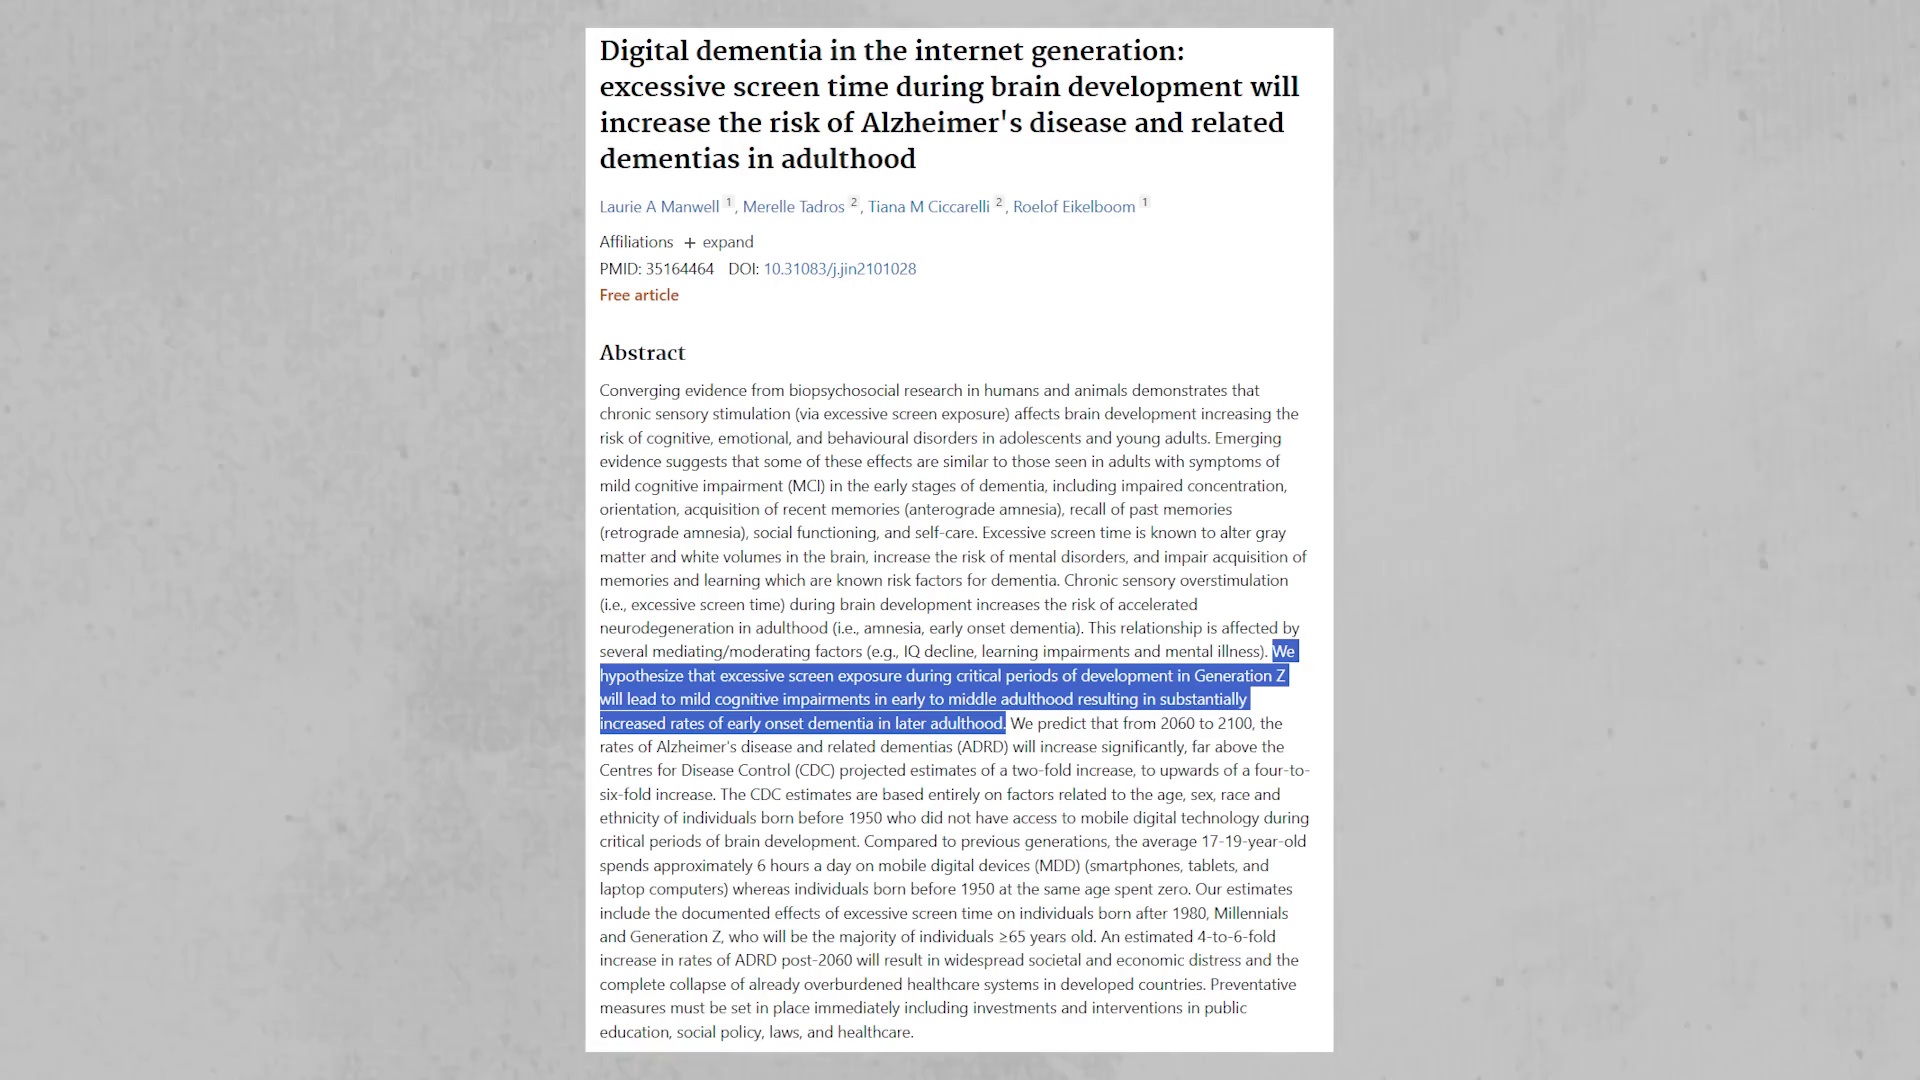 Digital dementia in the internet generation:
excessive screen time during brain development will
increase the risk of Alzheimer's disease and related
dementias in adulthood
Laurie A Manwell 1, Merelle Tadros 2, Tiana M Ciccarelli 2, Roelof Eikelboom 1
Affiliations + expand
PMID: 35164464 DOI: 10.31083/j.jin2101028
Free article
Abstract
Converging evidence from biopsychosocial research in humans and animals demonstrates that
chronic sensory stimulation (via excessive screen exposure) affects brain development increasing the
risk of cognitive, emotional, and behavioural disorders in adolescents and young adults. Emerging
evidence suggests that some of these effects are similar to those seen in adults with symptoms of
mild cognitive impairment (MCI) in the early stages of dementia, including impaired concentration,
orientation, acquisition of recent memories (anterograde amnesia), recall of past memories
(retrograde amnesia), social functioning, and self-care. Excessive screen time is known to alter gray
matter and white volumes in the brain, increase the risk of mental disorders, and impair acquisition of
memories and learning which are known risk factors for dementia. Chronic sensory overstimulation
(i.e., excessive screen time) during brain development increases the risk of accelerated
neurodegeneration in adulthood (i.e., amnesia, early onset dementia). This relationship is affected by
several mediating/moderating factors (e.g., IQ decline, learning impairments and mental illness). We
hypothesize that excessive screen exposure during critical periods of development in Generation Z
will lead to mild cognitive impairments in early to middle adulthood resulting in substantially
increased rates of early onset dementia in later adulthood. We predict that from 2060 to 2100, the
rates of Alzheimer's disease and related dementias (ADRD) will increase significantly, far above the
Centres for Disease Control (CDC) projected estimates of a two-fold increase, to upwards of a four-to-
six-fold increase. The CDC estimates are based entirely on factors related to the age, sex, race and
ethnicity of individuals born before 1950 who did not have access to mobile digital technology during
critical periods of brain development. Compared to previous generations, the average 17-19-year-old
spends approximately 6 hours a day on mobile digital devices (MDD) (smartphones, tablets, and
laptop computers) whereas individuals born before 1950 at the same age spent zero. Our estimates
include the documented effects of excessive screen time on individuals born after 1980, Millennials
and Generation Z, who will be the majority of individuals ≥65 years old. An estimated 4-to-6-fold
increase in rates of ADRD post-2060 will result in widespread societal and economic distress and the
complete collapse of already overburdened healthcare systems in developed countries. Preventative
measures must be set in place immediately including investments and interventions in public
education, social policy, laws, and healthcare.